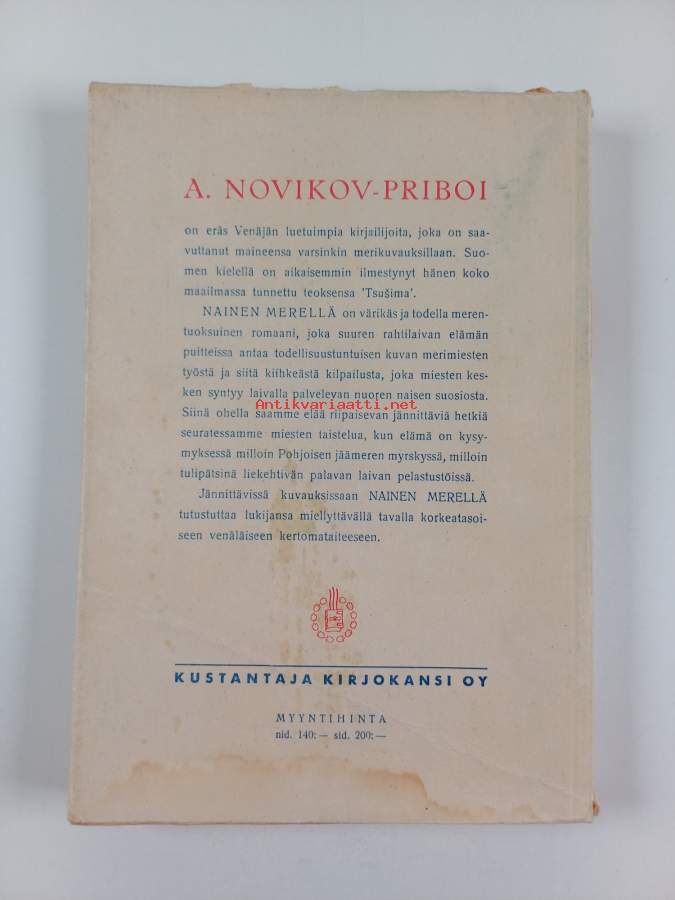 A. NOVIKOV-PRIBOI
on eräs Venäjän luetuimpia kirjailijoita, joka on saa-
vuttanut maineensa varsinkin merikuvauksillaan. Suo-
men kielellä on aikaisemmin ilmestynyt hänen koko
maailmassa tunnettu teoksensa 'Tsušima'.
NAINEN MERELLÄ on värikäs ja todella meren-
tuoksuinen romaani, joka suuren rahtilaivan elämän
puitteissa antaa todellisuustuntuisen kuvan merimiesten
työstä ja siitä kiihkeästä kilpailusta, joka miesten kes-
ken syntyy laivalla palvelevan nuoren naisen suosiosta.
Antikvariaatti.net
Siinä ohella saamme elää riipaisevan jännittäviä hetkiä
seuratessamme miesten taistelua, kun elämä on kysy-
myksessä milloin Pohjoisen jäämeren myrskyssä, milloin
tulipätsinä liekehtivän palavan laivan pelastustöissä.
Jännittävissä kuvauksissaan NAINEN MERELLÄ
tutustuttaa lukijansa miellyttävällä tavalla korkeatasoi-
seen venäläiseen kertomataiteeseen.
KUSTANTAJA KIRJOKANSI OY
MYYNTIHINTA
nid. 140:— sid. 200:—